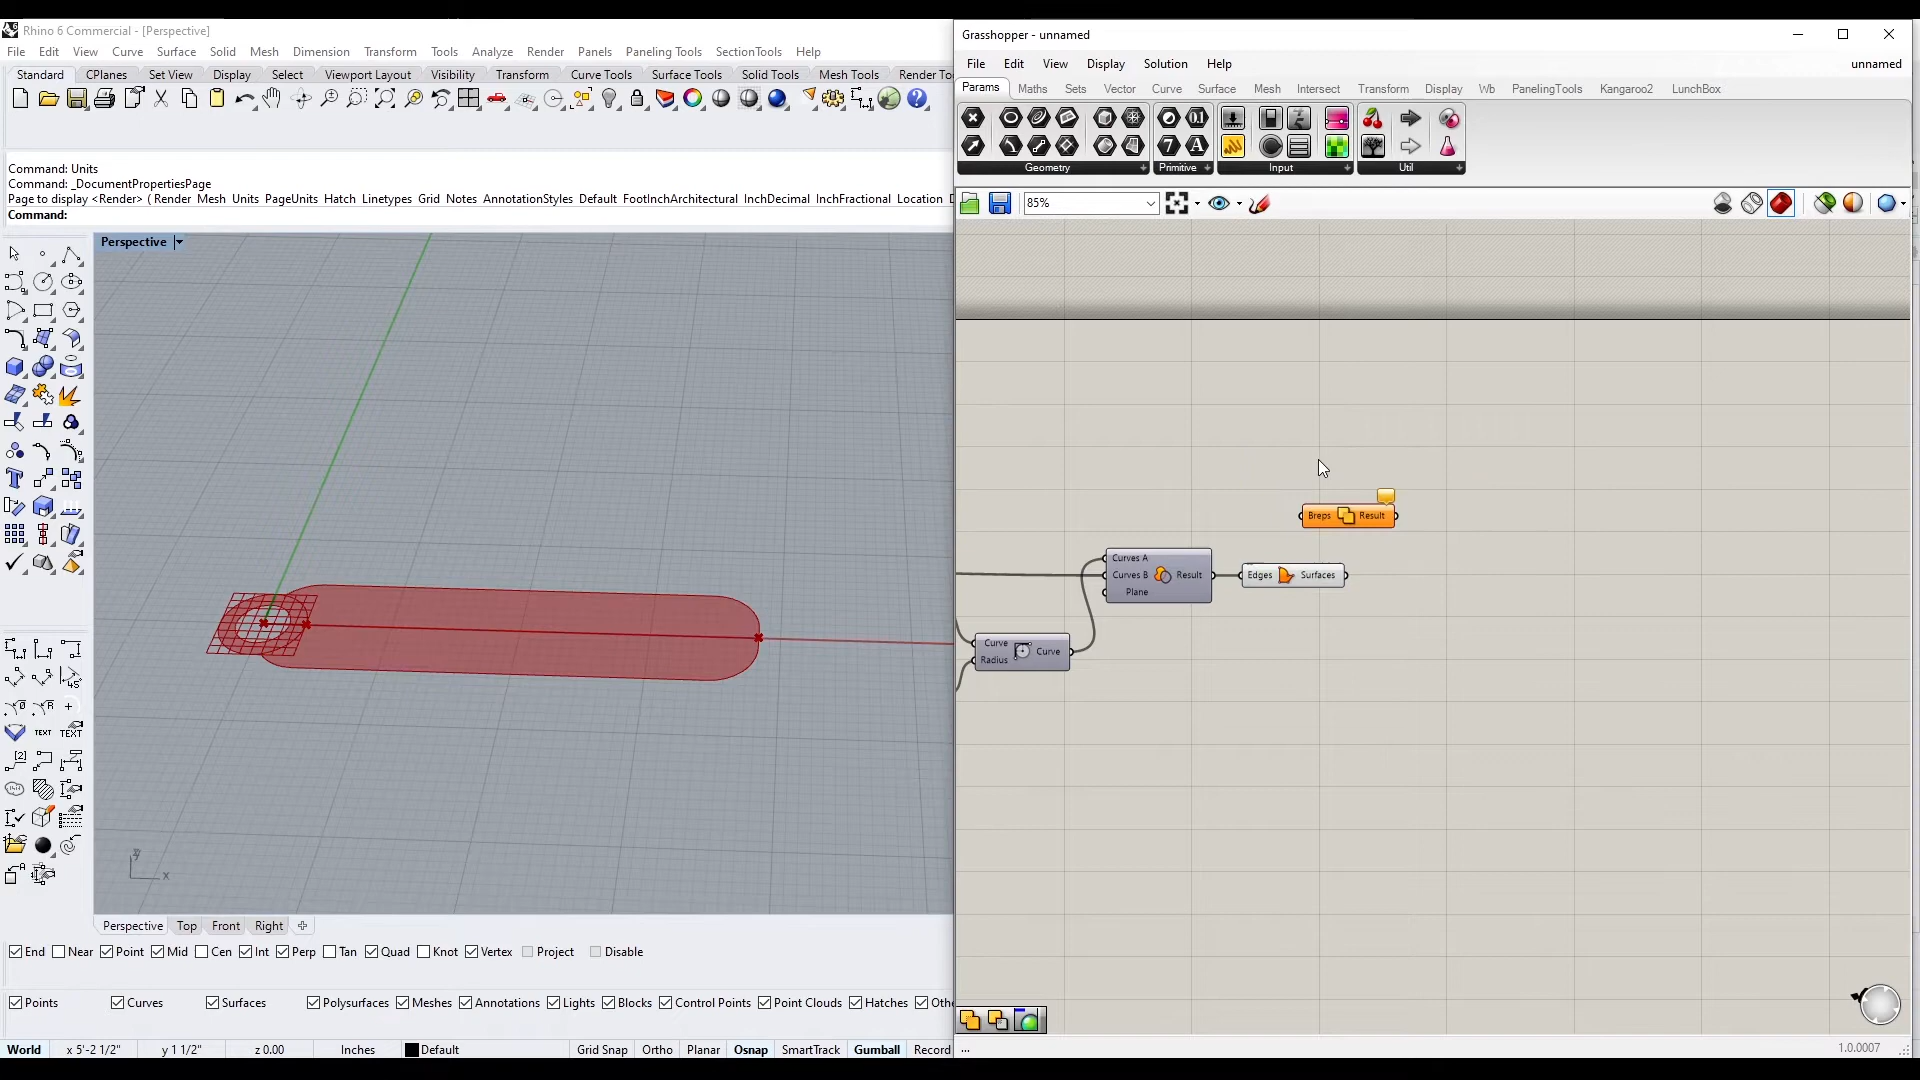 Rhino 6 Commercial - [Perspective]
File Edit View Curve Surface Solid Mesh Dimension Transform Tools Analyze Render Panels Paneling Tools SectionTools Help
Standard CPlanes Set View Display Select Viewport Layout Visibility Transform Curve Tools Surface Tools Solid Tools Mesh Tools Render Too
Command: Units
Command: _DocumentPropertiesPage
Page to display <Render> ( Render Mesh Units PageUnits Hatch Linetypes Grid Notes AnnotationStyles Default FootInchArchitectural InchDecimal InchFractional Location D
Command:
Perspective
y
x
T
TEXT TEXT
Perspective Top Front Right
End Near Point Mid Cen Int Perp Tan Quad Knot Vertex Project Disable
Points Curves Surfaces Polysurfaces Meshes Annotations Lights Blocks Control Points Point Clouds Hatches Othe
World x 5'-2 1/2" y 1 1/2" z 0.00 Inches Default Grid Snap Ortho Planar Osnap SmartTrack Gumball Record
Grasshopper - unnamed
File Edit View Display Solution Help unnamed
Params Maths Sets Vector Curve Surface Mesh Intersect Transform Display Wb PanelingTools Kangaroo2 LunchBox
Geometry Primitive Input Util
85%
Breps Result
Curves A
Curves B Result
Plane
Edges Surfaces
Curve
Radius
Curve
...
1.0.0007